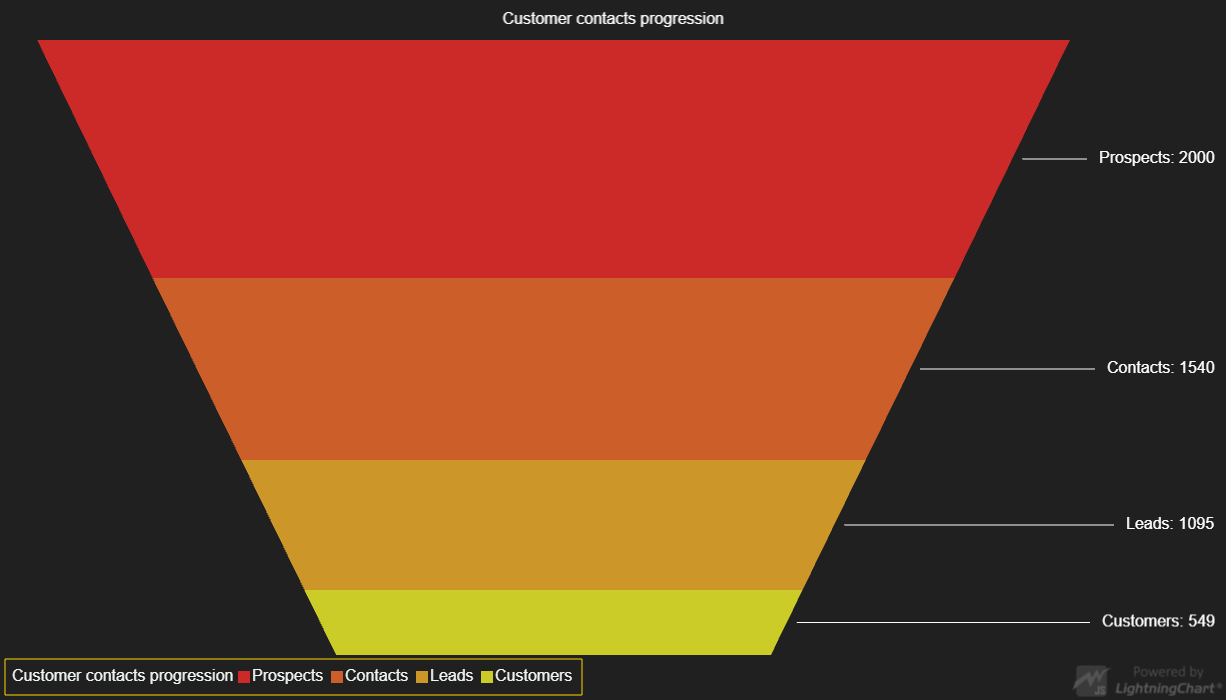 Customer contacts progression
Prospects: 2000
Contacts: 1540
Leads: 1095
Customers: 549
Customer contacts progression Prospects Contacts Leads Customers
Powered by
JS LightningChart®